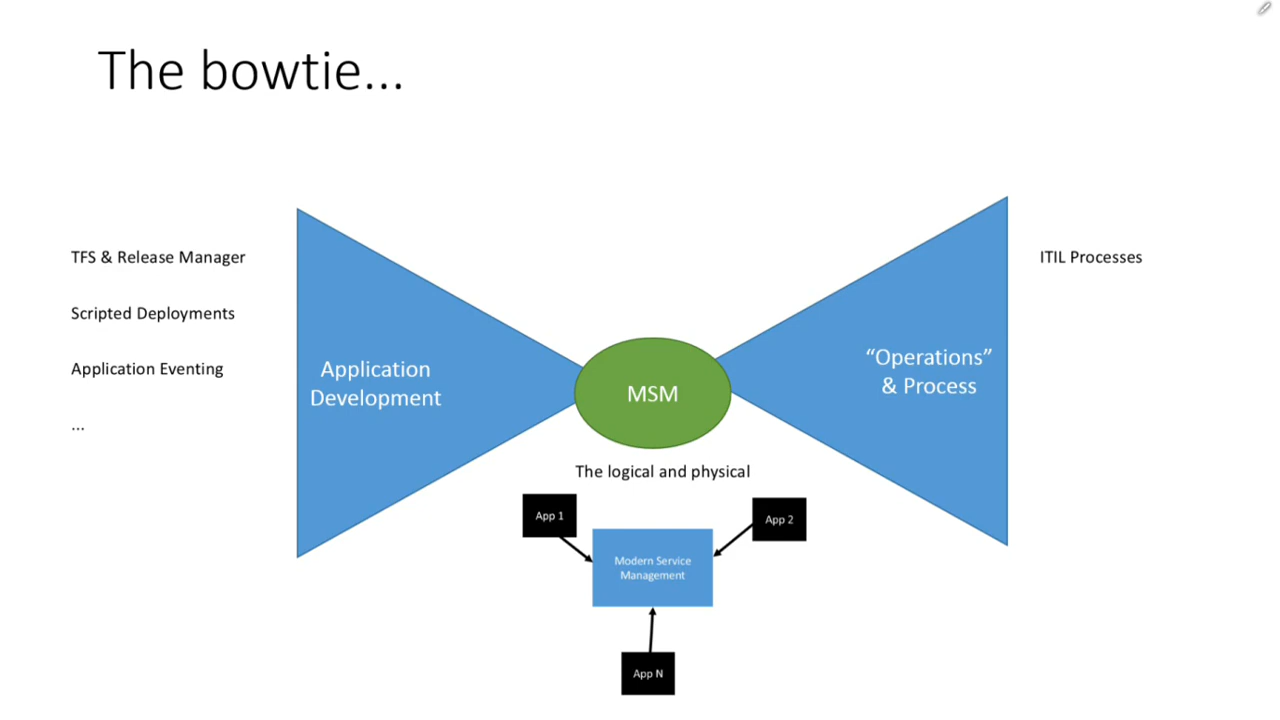 The bowtie...
TFS & Release Manager
Scripted Deployments
Application Eventing
...
Application
Development
MSM
"Operations"
& Process
ITIL Processes
The logical and physical
App 1
App 2
Modern Service
Management
App N